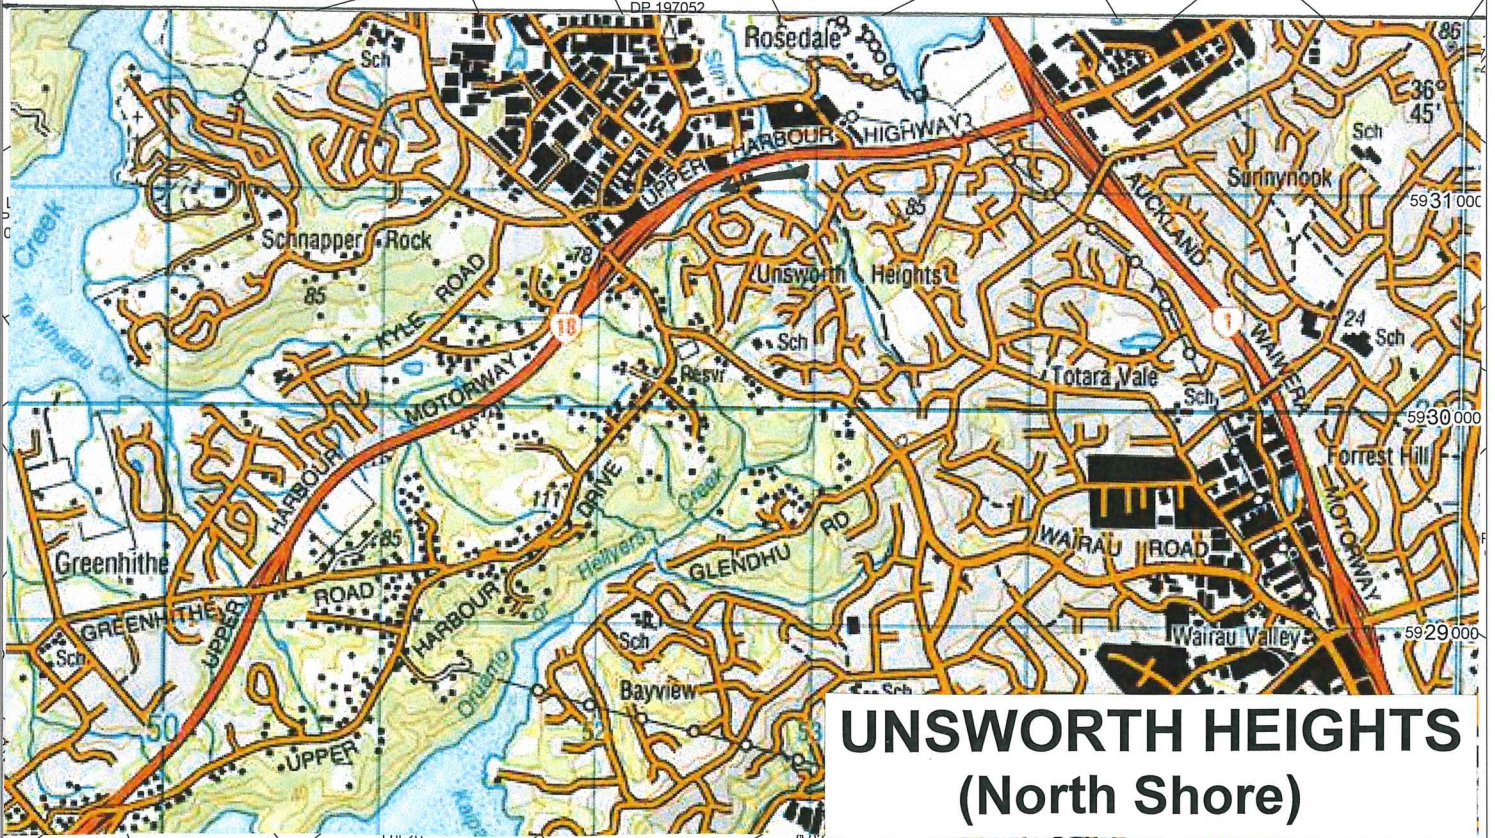 DP 197052
Rosedale
86
Sch
36°
45'
HARBOUR HIGHWAY
Sch
UPPER
Sunnynook
AUCKLAND
5931000
85
Creek
Schnapper Rock
78
Unsworth Heights
ROAD
85
To Wharau Ck
KYLE
18
1
24
WAIWERA
Sch
Sch
MOTORWAY
Resvr
Totara Vale
Sch
5930000
HARBOUR
Forrest Hill
111
DRIVE
Creek
MOTORWAY
RD
85
WAIRAU ROAD
Greenhithe
Hellyers
GLENDHU
ROAD
or
GREENHITHE
UPPER
HARBOUR
Sch
Wairau Valley
5929000
Sch
Oruamo
Bayview
Sch
50
52
53
UPPER
40
UNSWORTH HEIGHTS
(North Shore)